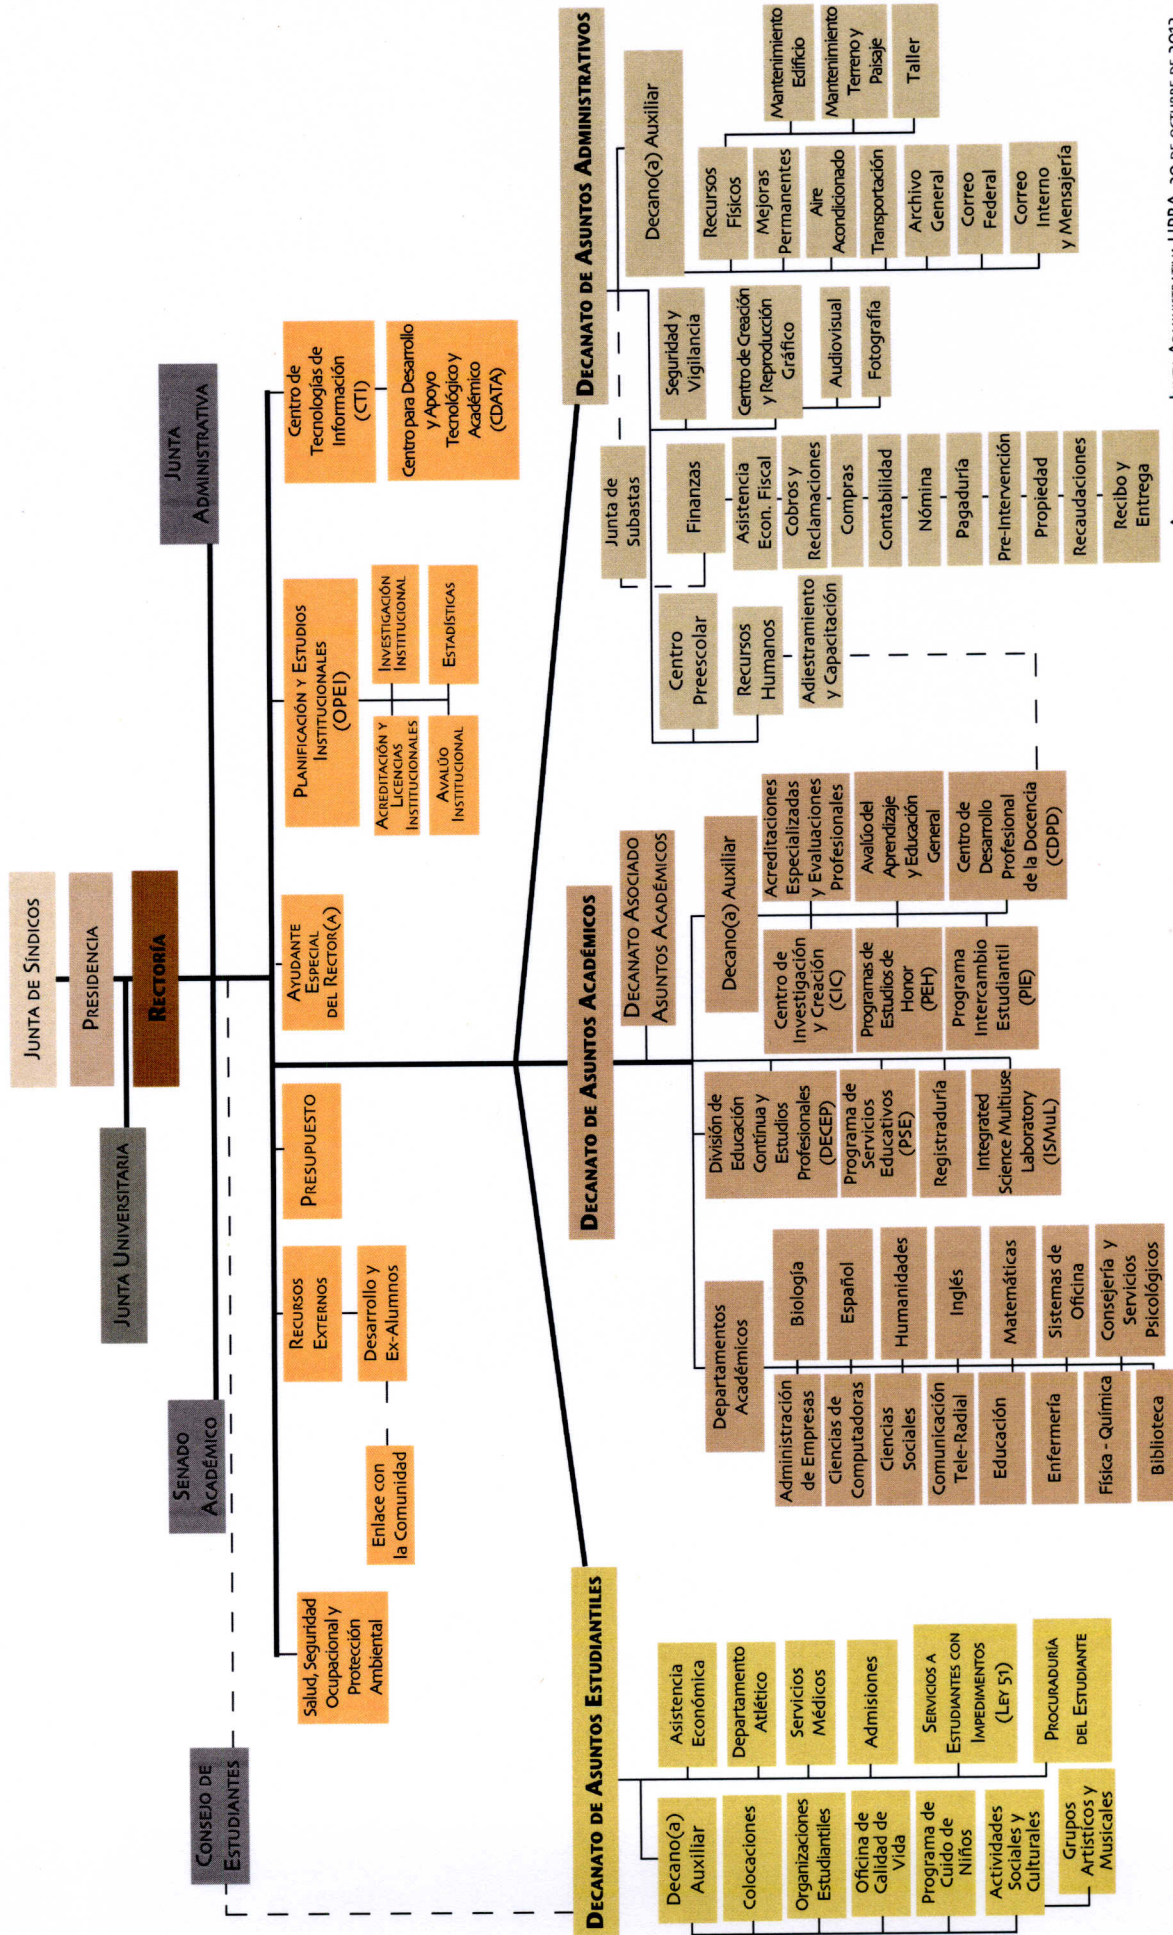 JUNTA DE SÍNDICOS
PRESIDENCIA
JUNTA UNIVERSITARIA
RECTORÍA
SENADO
ACADÉMICO
JUNTA
ADMINISTRATIVA
CONSEJO DE
ESTUDIANTES
Salud, Seguridad
Ocupacional y
Protección
Ambiental
RECURSOS
EXTERNOS
Desarrollo y
Ex-Alumnos
Enlace con
la Comunidad
PRESUPUESTO
AYUDANTE
ESPECIAL
DEL RECTOR(A)
PLANIFICACIÓN Y ESTUDIOS
INSTITUCIONALES
(OPEI)
ACREDITACIÓN Y
LICENCIAS
INSTITUCIONALES
INVESTIGACIÓN
INSTITUCIONAL
AVALÚO
INSTITUCIONAL
ESTADÍSTICAS
Centro de
Tecnologías de
Información
(CTI)
Centro para Desarrollo
y Apoyo
Tecnológico y
Académico
(CDATA)
DECANATO DE ASUNTOS ESTUDIANTILES
Decano(a)
Auxiliar
Colocaciones
Organizaciones
Estudiantiles
Oficina de
Calidad de
Vida
Programa de
Cuido de
Niños
Actividades
Sociales y
Culturales
Grupos
Artísticos y
Musicales
Asistencia
Económica
Departamento
Atlético
Servicios
Médicos
Admisiones
SERVICIOS A
ESTUDIANTES CON
IMPEDIMENTOS
(LEY 51)
PROCURADURÍA
DEL ESTUDIANTE
DECANATO DE ASUNTOS ACADÉMICOS
DECANATO ASOCIADO
ASUNTOS ACADÉMICOS
Departamentos
Académicos
Administración
de Empresas
Ciencias de
Computadoras
Ciencias
Sociales
Comunicación
Tele-Radial
Educación
Enfermería
Física - Química
Biblioteca
Biología
Español
Humanidades
Inglés
Matemáticas
Sistemas de
Oficina
Consejería y
Servicios
Psicológicos
División de
Educación
Contínua y
Estudios
Profesionales
(DECEP)
Programa de
Servicios
Educativos
(PSE)
Registraduría
Integrated
Science Multiuse
Laboratory
(ISMuL)
Decano(a) Auxiliar
Centro de
Investigación
y Creación
(CIC)
Programas de
Estudios de
Honor
(PEH)
Programa
Intercambio
Estudiantil
(PIE)
Acreditaciones
Especializadas
y Evaluaciones
Profesionales
Avalúo del
Aprendizaje
y Educación
General
Centro de
Desarrollo
Profesional
de la Docencia
(CDPD)
DECANATO DE ASUNTOS ADMINISTRATIVOS
Junta de
Subastas
Centro
Preescolar
Recursos
Humanos
Adiestramiento
y Capacitación
Finanzas
Asistencia
Econ. Fiscal
Cobros y
Reclamaciones
Compras
Contabilidad
Nómina
Pagaduría
Pre-Intervención
Propiedad
Recaudaciones
Recibo y
Entrega
Seguridad y
Vigilancia
Centro de Creación
y Reproducción
Gráfico
Audiovisual
Fotografía
Decano(a) Auxiliar
Recursos
Físicos
Mejoras
Permanentes
Aire
Acondicionado
Transportación
Archivo
General
Correo
Federal
Correo
Interno
y Mensajería
Mantenimiento
Edificio
Mantenimiento
Terreno y
Paisaje
Taller